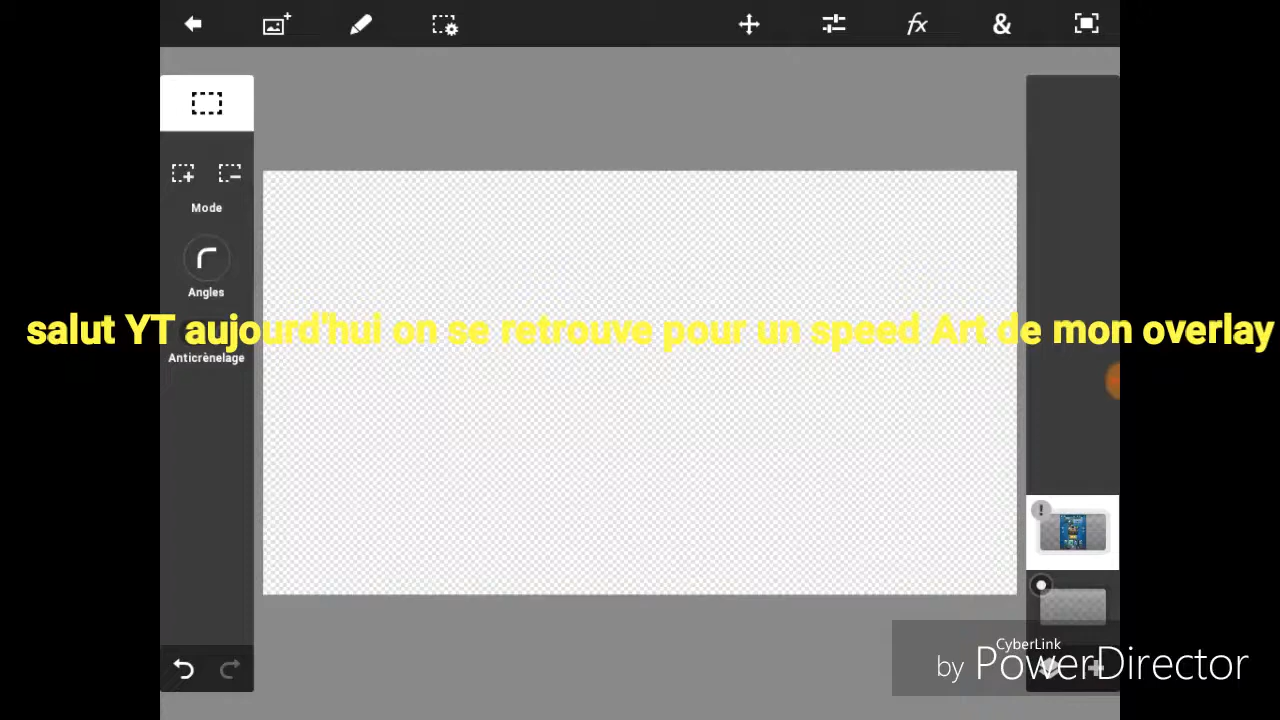 fx &
Mode
Angles
salut YT aujourd'hui on se retrouve pour un speed Art de mon overlay
Anticrènelage
CyberLink
by PowerDirector